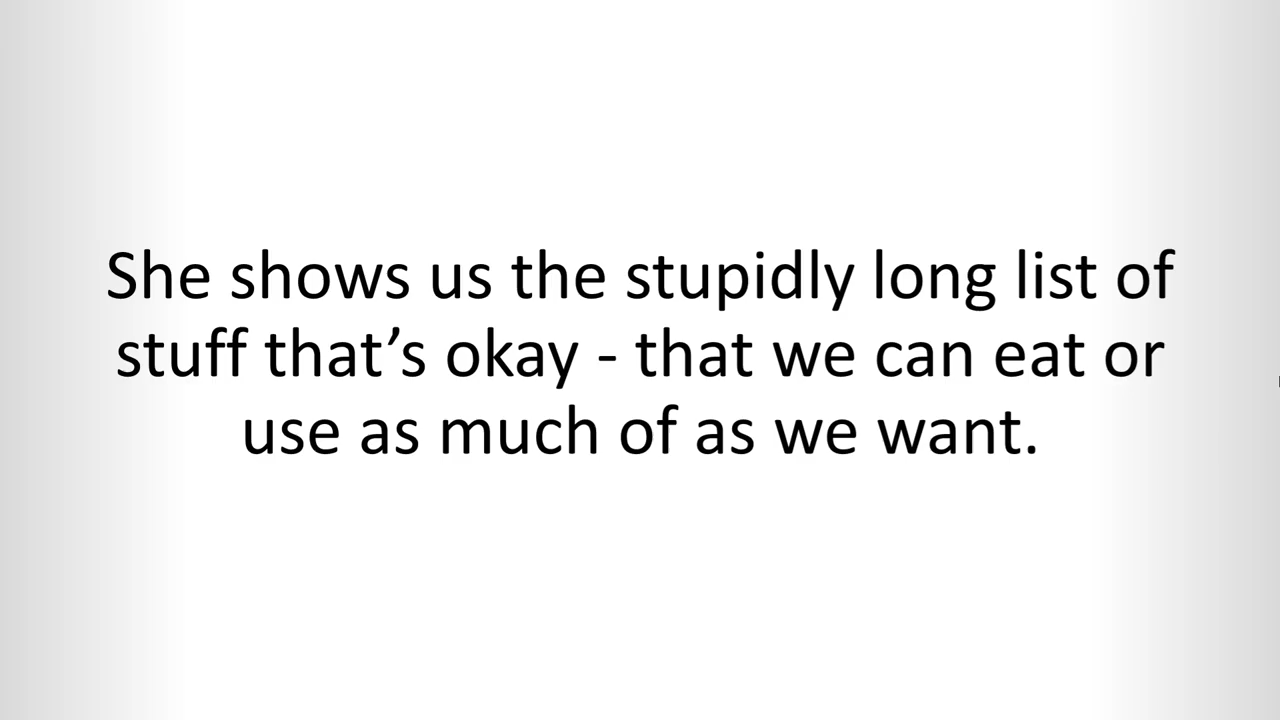 She shows us the stupidly long list of
stuff that’s okay - that we can eat or
use as much of as we want.